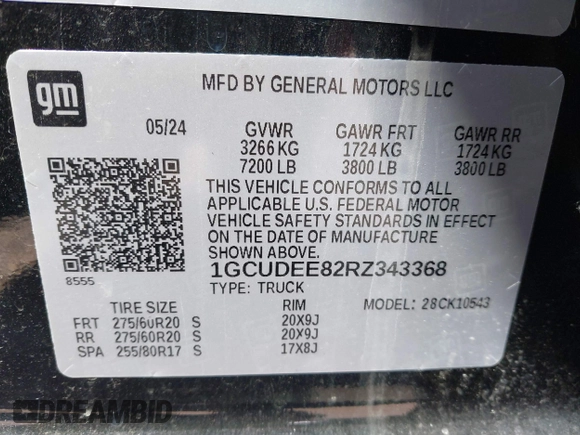 gm
MFD BY GENERAL MOTORS LLC
05/24 GVWR GAWR FRT GAWR RR
3266 KG 1724 KG 1724 KG
7200 LB 3800 LB 3800 LB
THIS VEHICLE CONFORMS TO ALL
APPLICABLE U.S. FEDERAL MOTOR
VEHICLE SAFETY STANDARDS IN EFFECT
ON THE DATE OF MANUFACTURE
SHOWN ABOVE.
1GCUDEE82RZ343368
8555
TYPE: TRUCK MODEL: 28CK10543
TIRE SIZE RIM
FRT 275/60R20 S 20X9J
RR 275/60R20 S 20X9J
SPA 255/80R17 S 17X8J
DREAMBID